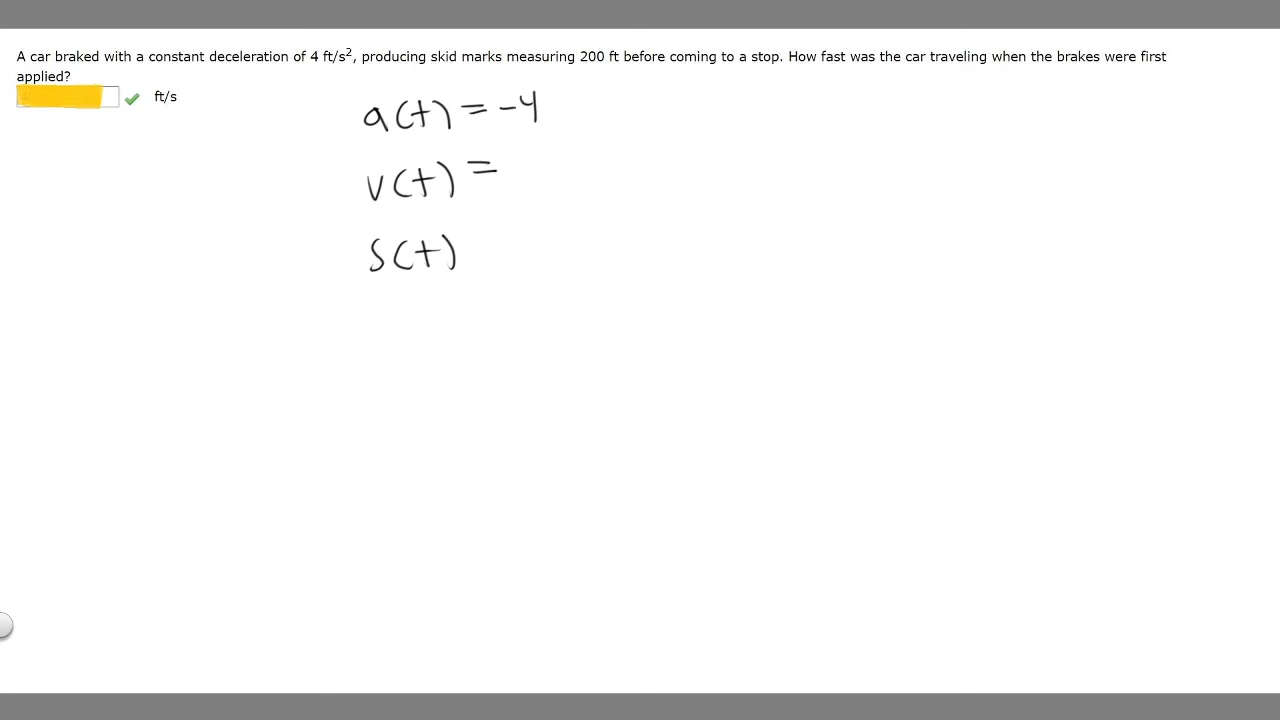 A car braked with a constant deceleration of 4 ft/s², producing skid marks measuring 200 ft before coming to a stop. How fast was the car traveling when the brakes were first
applied?
ft/s
a(t) = -4
v(t) =
s(t)